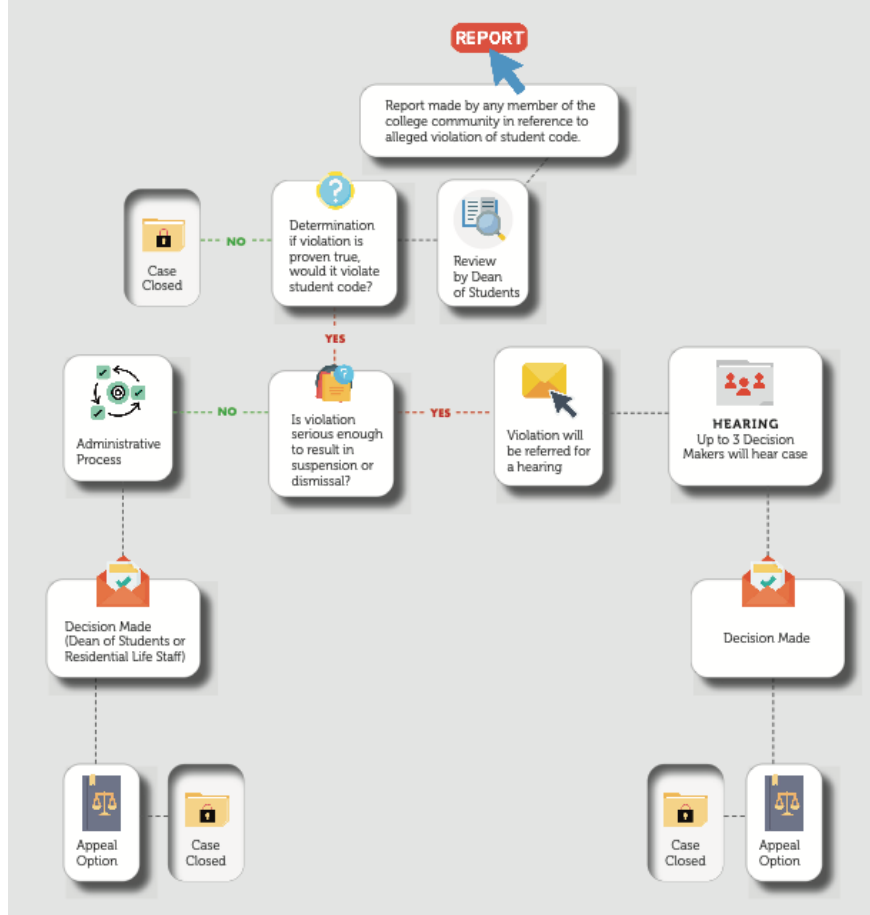 REPORT
Report made by any member of the
college community in reference to
alleged violation of student code.
Case
Closed
NO
Determination
if violation is
proven true,
would it violate
student code?
Review
by Dean
of Students
YES
Administrative
Process
NO
Is violation
serious enough
to result in
suspension or
dismissal?
YES
Violation will
be referred for
a hearing
HEARING
Up to 3 Decision
Makers will hear case
Decision Made
(Dean of Students or
Residential Life Staff)
Decision Made
Appeal
Option
Case
Closed
Case
Closed
Appeal
Option